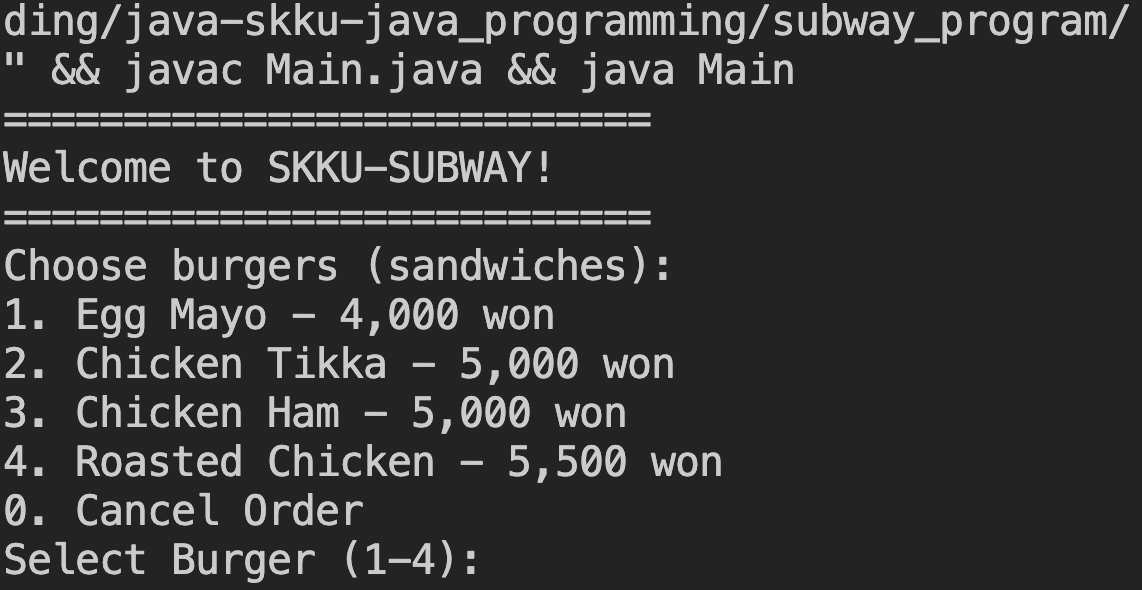 ding/java-skku-java_programming/subway_program/
" && javac Main.java && java Main
===========================
Welcome to SKKU-SUBWAY!
===========================
Choose burgers (sandwiches):
1. Egg Mayo - 4,000 won
2. Chicken Tikka - 5,000 won
3. Chicken Ham - 5,000 won
4. Roasted Chicken - 5,500 won
0. Cancel Order
Select Burger (1-4):